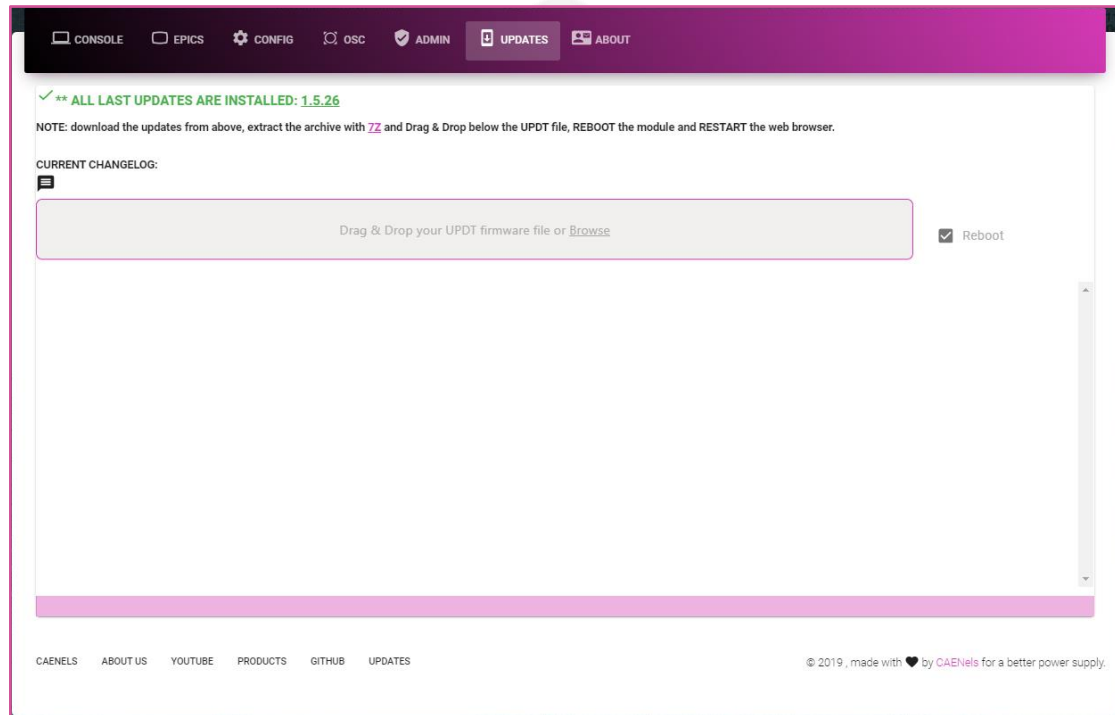 CONSOLE EPICS CONFIG OSC ADMIN UPDATES ABOUT
** ALL LAST UPDATES ARE INSTALLED: 1.5.26
NOTE: download the updates from above, extract the archive with 7Z and Drag & Drop below the UPDT file, REBOOT the module and RESTART the web browser.
CURRENT CHANGELOG:
Drag & Drop your UPDT firmware file or Browse
Reboot
CAENELS ABOUT US YOUTUBE PRODUCTS GITHUB UPDATES
© 2019 , made with ♥ by CAENels for a better power supply.